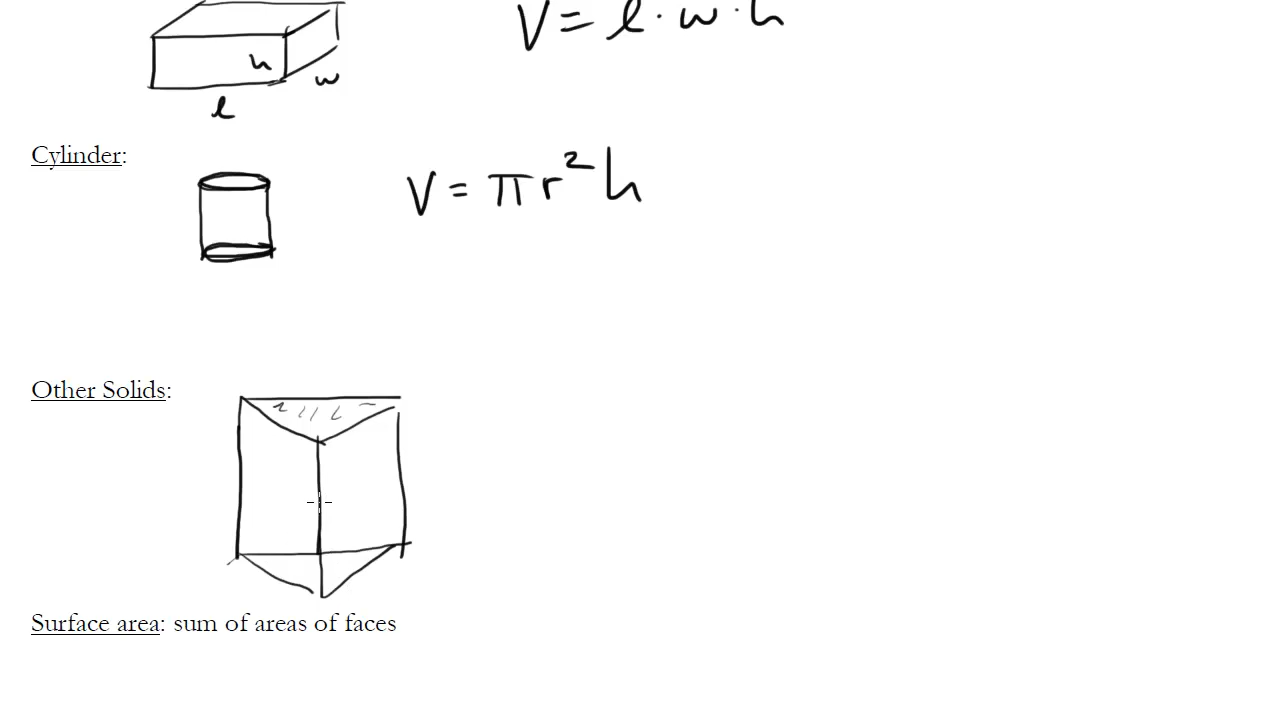 V = l · w · h
h
w
l
Cylinder:
V = πr²h
Other Solids:
Surface area: sum of areas of faces